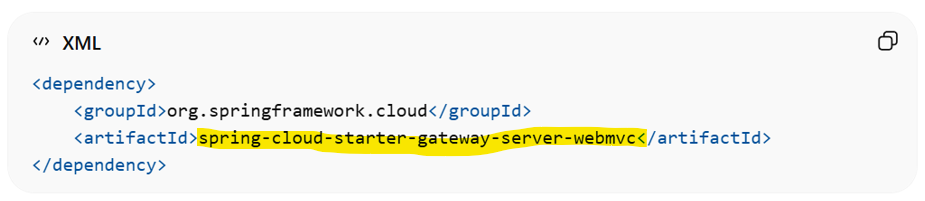 </> XML
<dependency>
<groupId>org.springframework.cloud</groupId>
<artifactId>spring-cloud-starter-gateway-server-webmvc</artifactId>
</dependency>